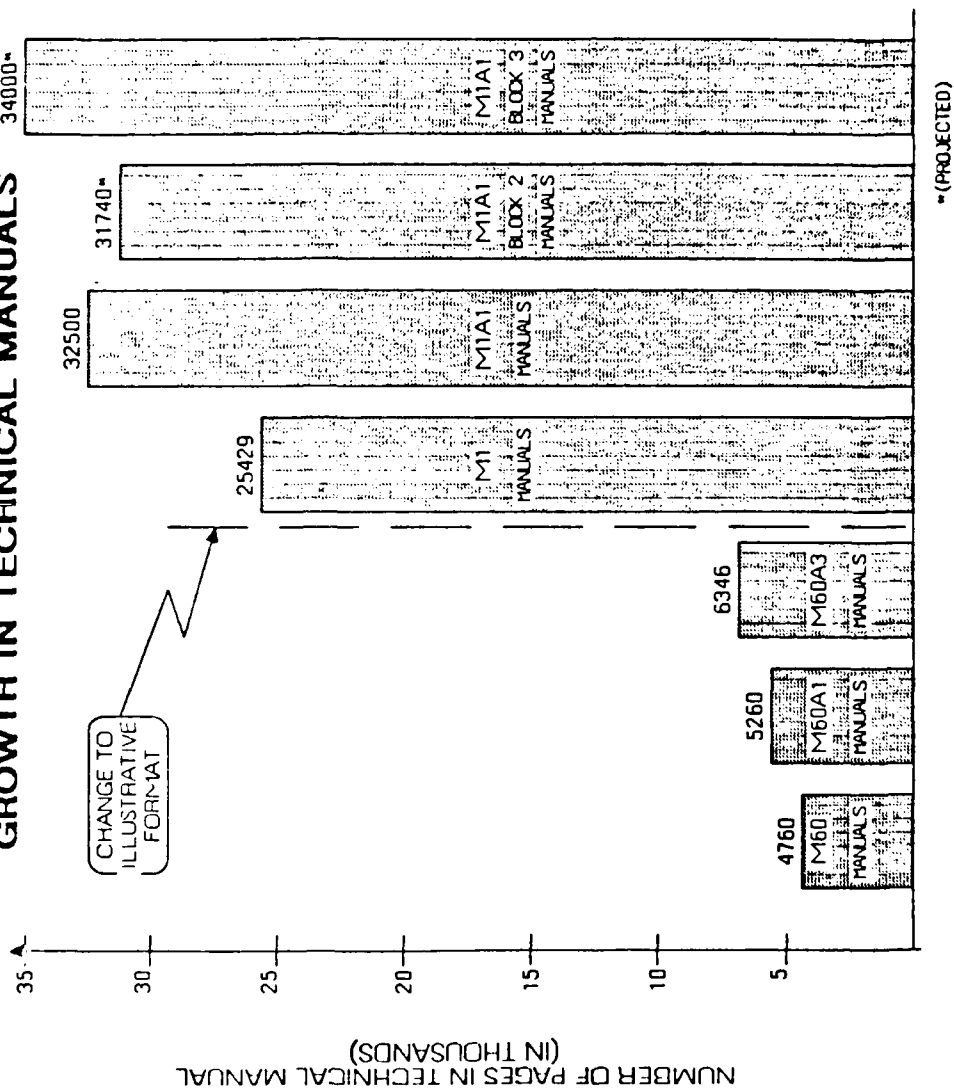 GROWTH IN TECHNICAL MANUALS
NUMBER OF PAGES IN TECHNICAL MANUAL
(IN THOUSANDS)
35
30
25
20
15
10
5
CHANGE TO
ILLUSTRATIVE
FORMAT
4760
M60
MANUALS
5260
M60A1
MANUALS
6346
M60A3
MANUALS
25429
M1
MANUALS
32500
M1A1
MANUALS
31740*
M1A1
BLOCK 2
MANUALS
34000*
M1A1
BLOCK 3
MANUALS
*(PROJECTED)